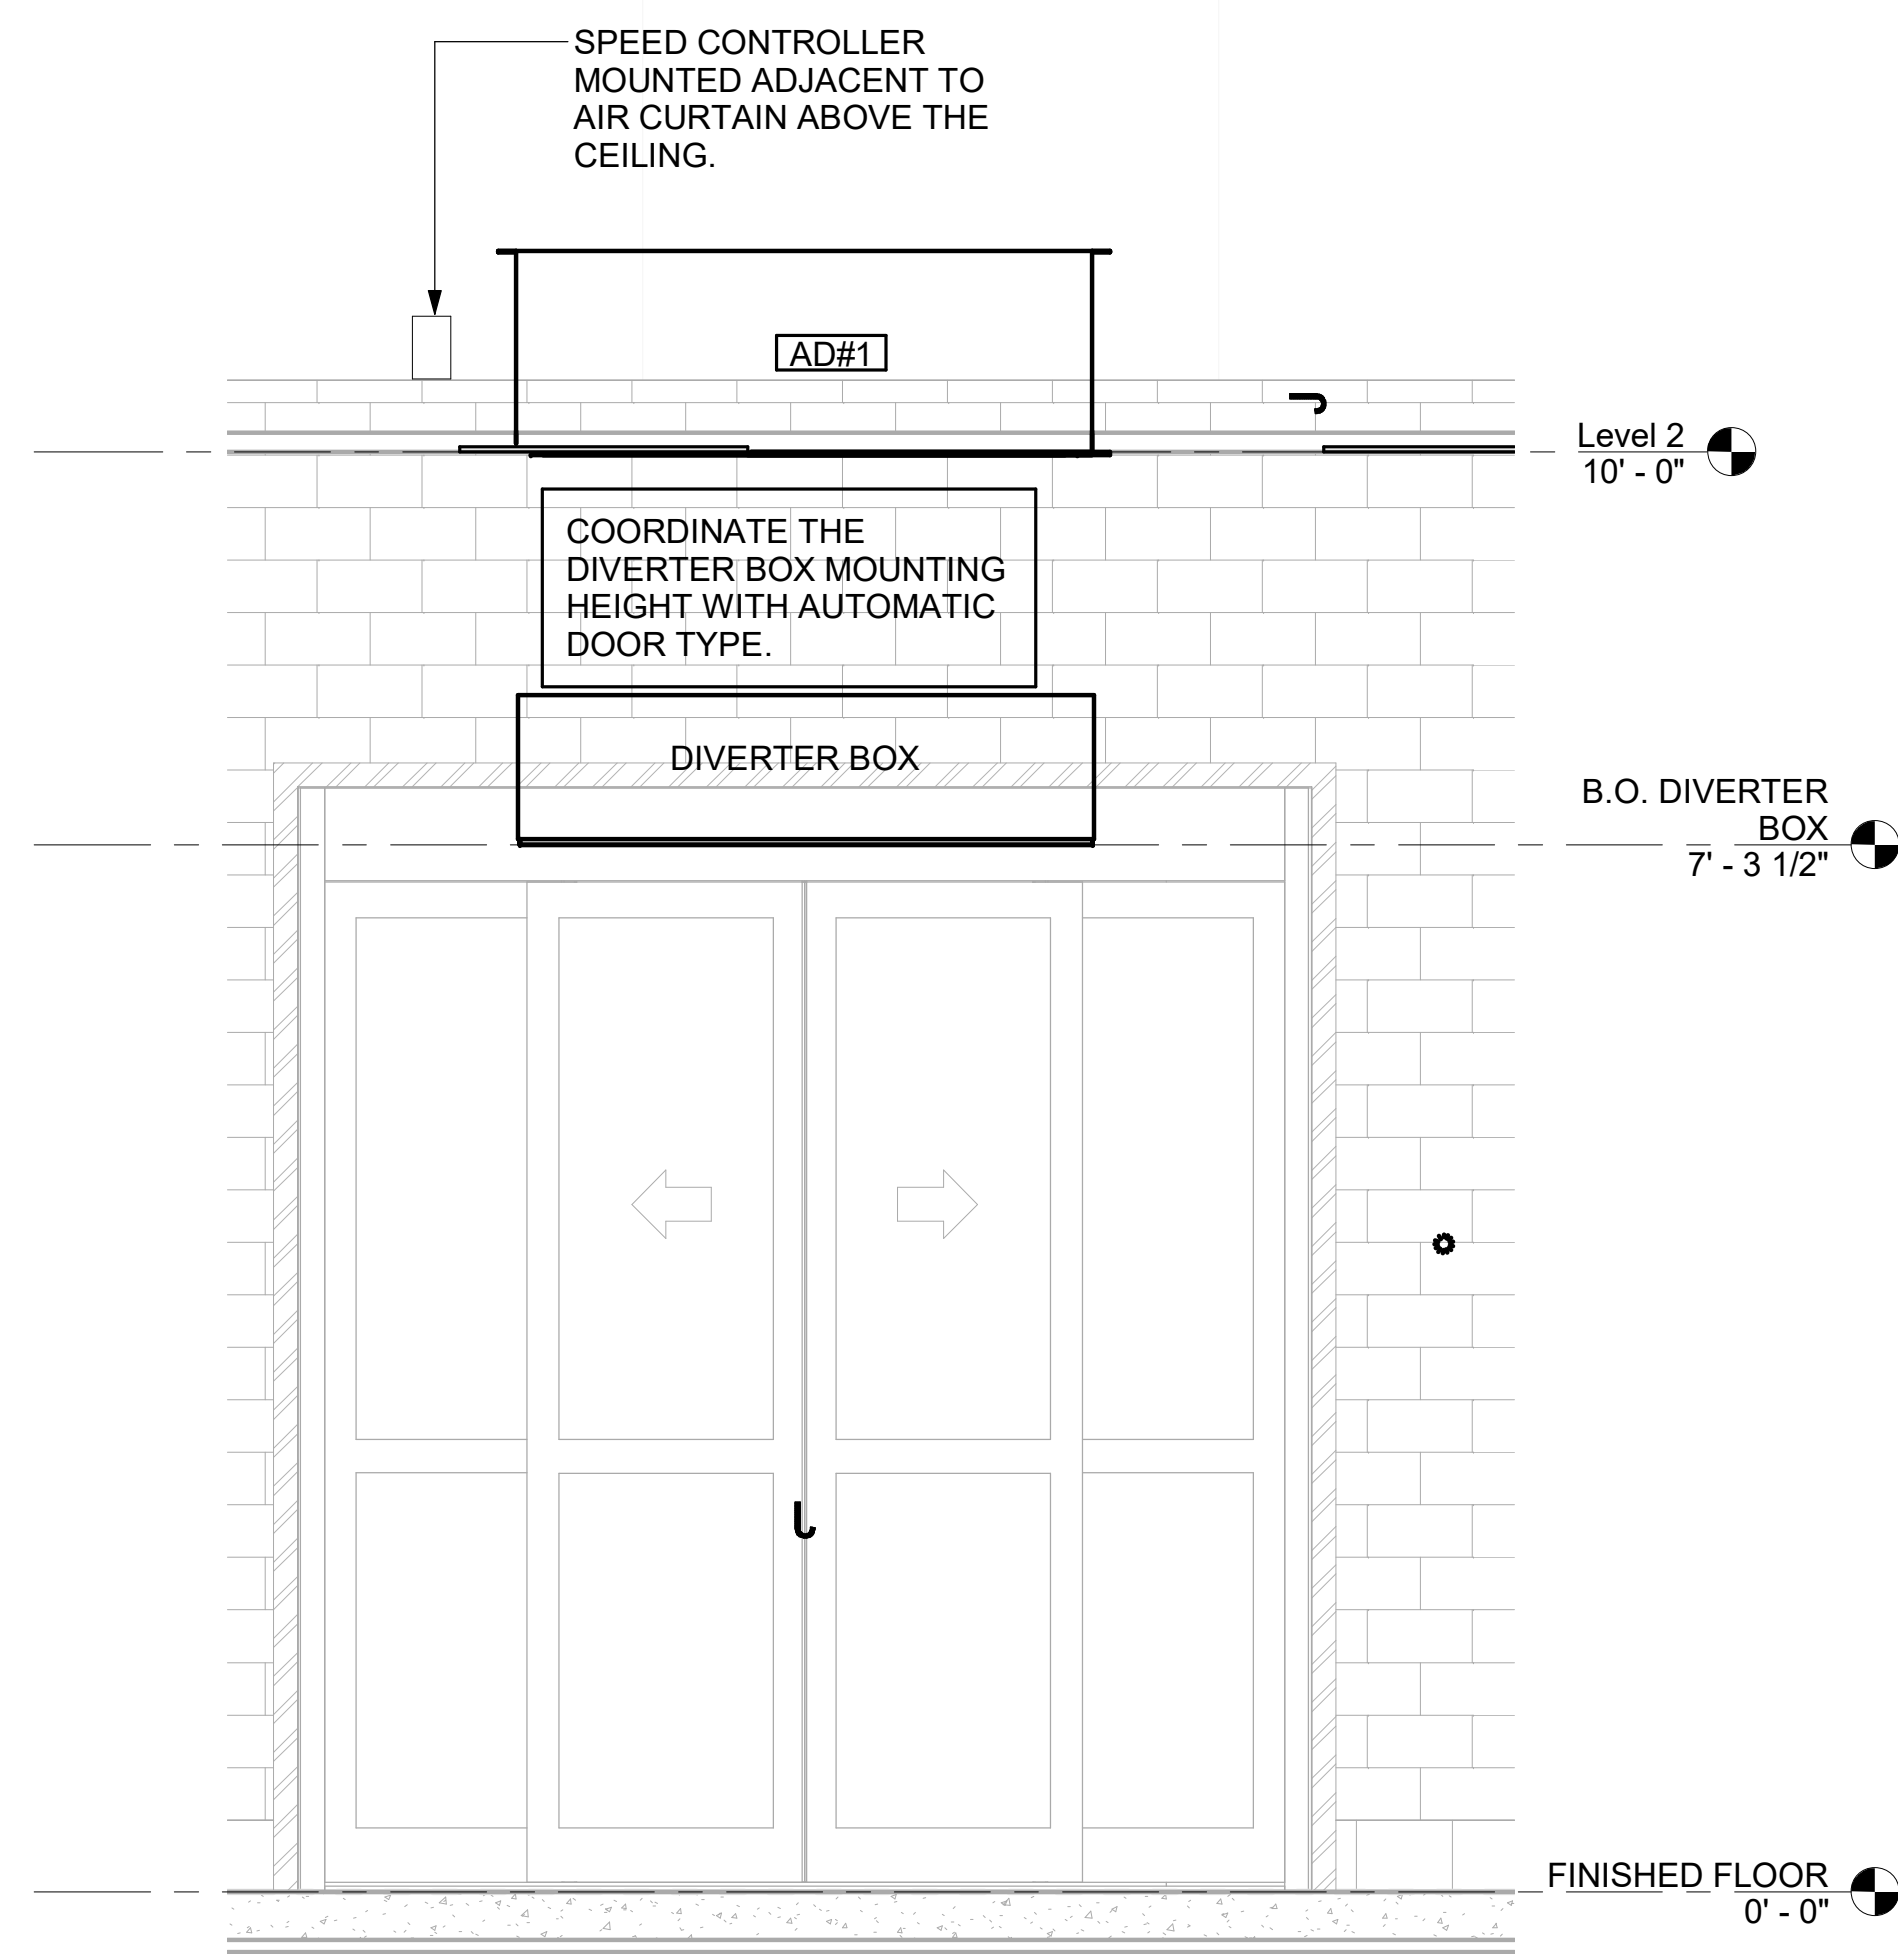 SPEED CONTROLLER
MOUNTED ADJACENT TO
AIR CURTAIN ABOVE THE
CEILING.
AD#1
Level 2
10' - 0"
COORDINATE THE
DIVERTER BOX MOUNTING
HEIGHT WITH AUTOMATIC
DOOR TYPE.
DIVERTER BOX
B.O. DIVERTER
BOX
7' - 3 1/2"
FINISHED FLOOR
0' - 0"